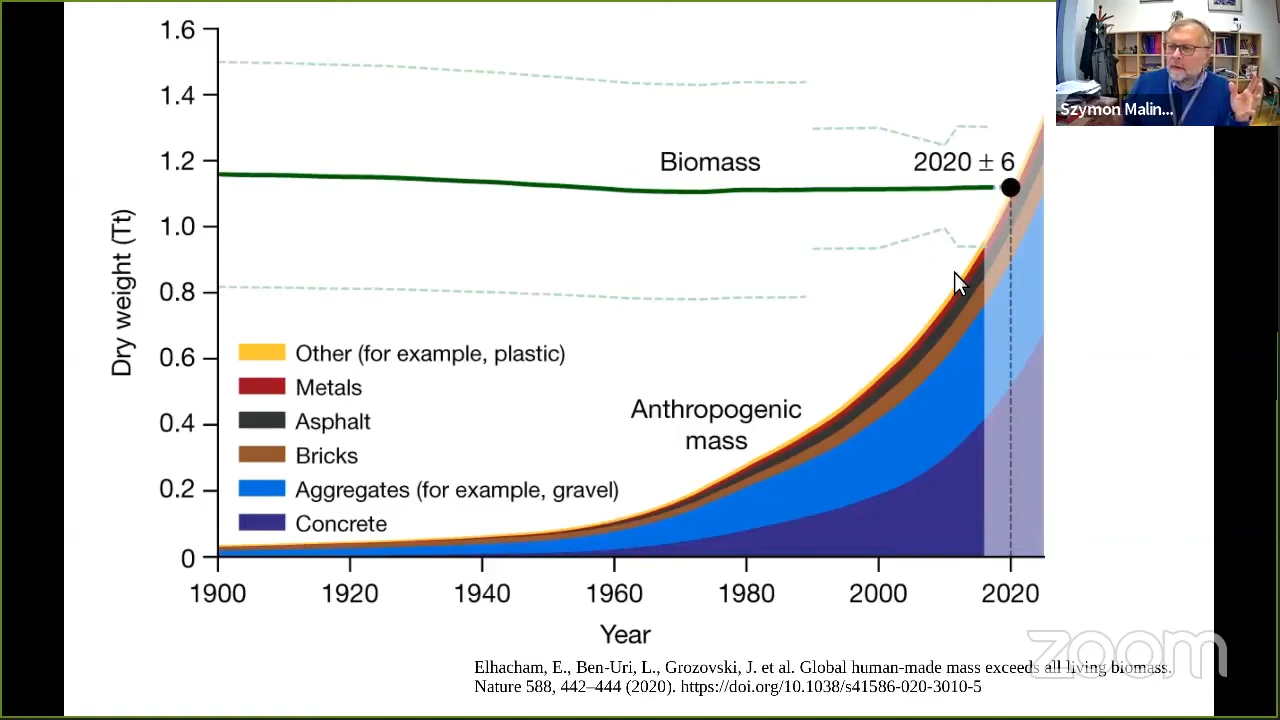 1.6
1.4
1.2
1.0
0.8
0.6
0.4
0.2
0
Dry weight (Tt)
Biomass
2020 ± 6
Szymon Malin...
Anthropogenic
mass
Other (for example, plastic)
Metals
Asphalt
Bricks
Aggregates (for example, gravel)
Concrete
1900 1920 1940 1960 1980 2000 2020
Year
zoom
Elhacham, E., Ben-Uri, L., Grozovski, J. et al. Global human-made mass exceeds all living biomass.
Nature 588, 442–444 (2020). https://doi.org/10.1038/s41586-020-3010-5